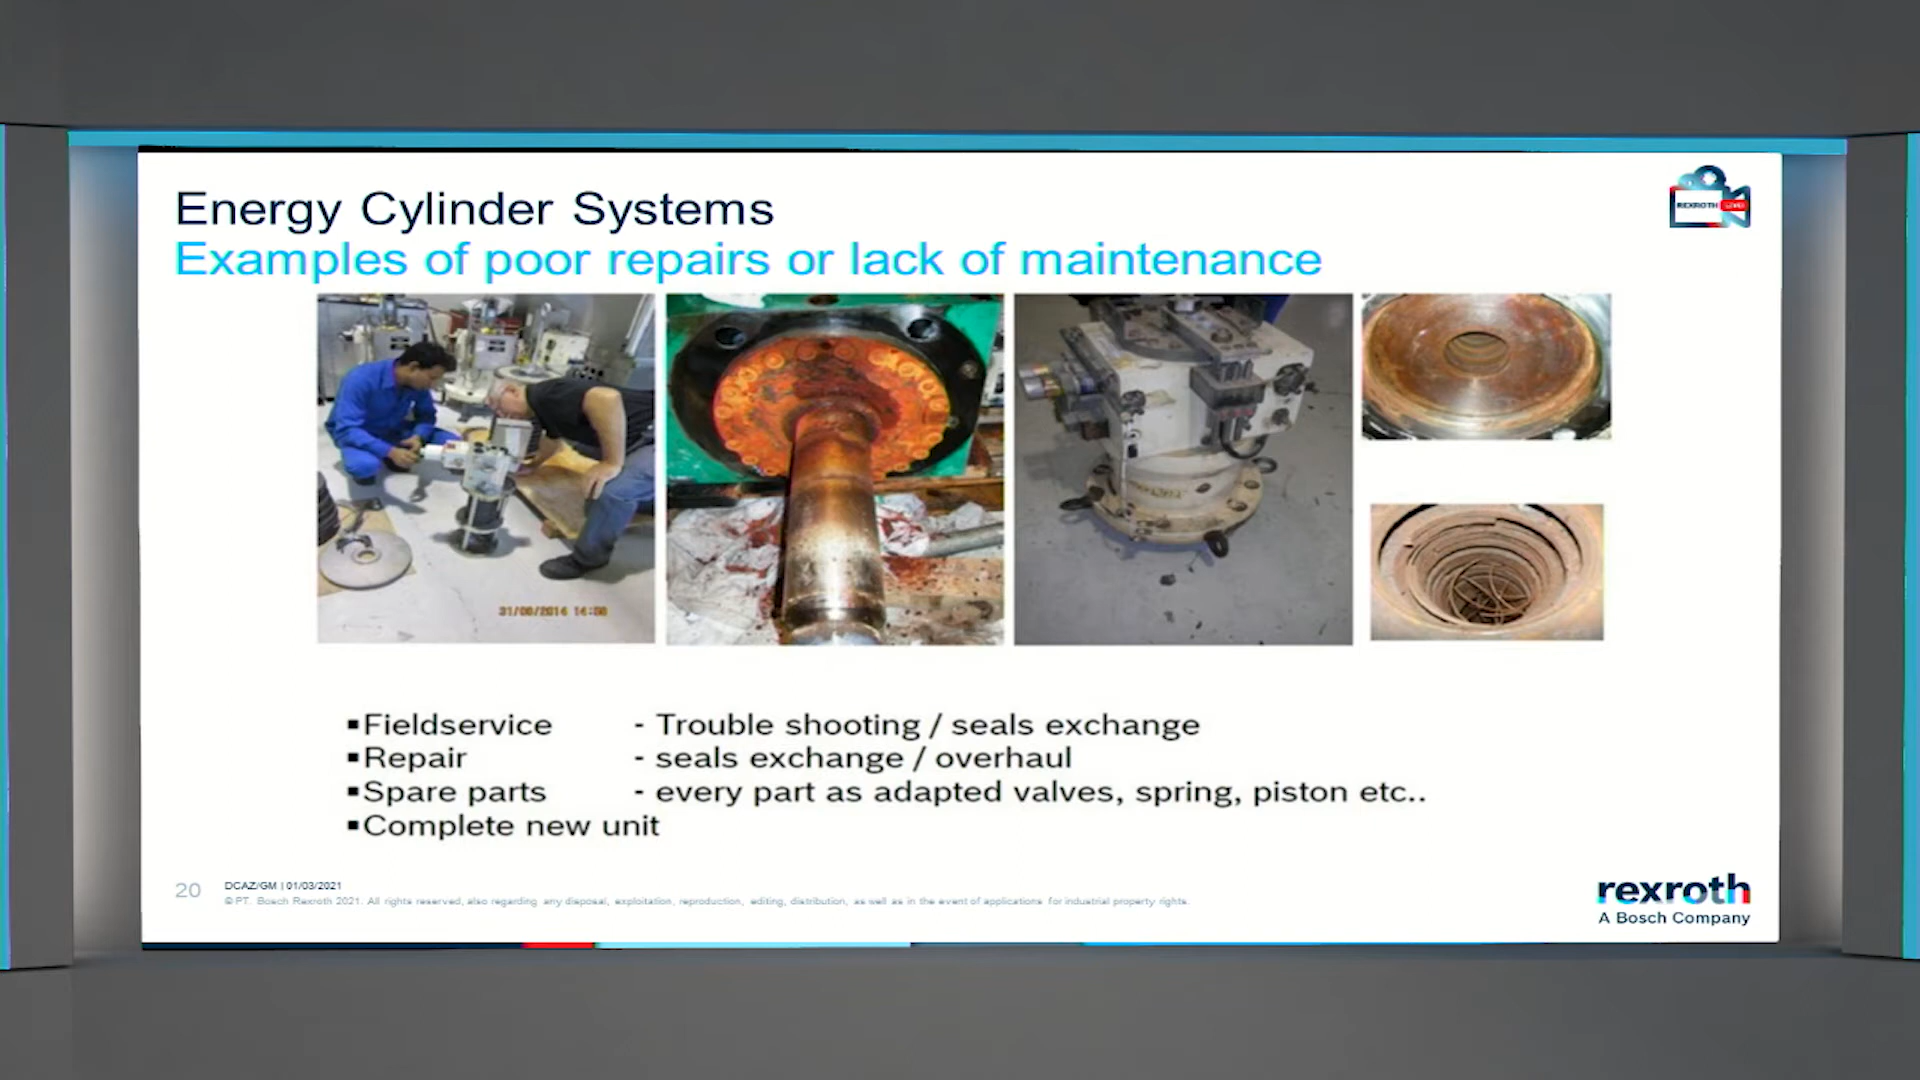 Energy Cylinder Systems
Examples of poor repairs or lack of maintenance
REXROTH
31/08/2014 14:50
▪Fieldservice - Trouble shooting / seals exchange
▪Repair - seals exchange / overhaul
▪Spare parts - every part as adapted valves, spring, piston etc..
▪Complete new unit
20 DCAZ/GM | 01/03/2021
© PT. Bosch Rexroth 2021. All rights reserved, also regarding any disposal, exploitation, reproduction, editing, distribution, as well as in the event of applications for industrial property rights.
rexroth
A Bosch Company